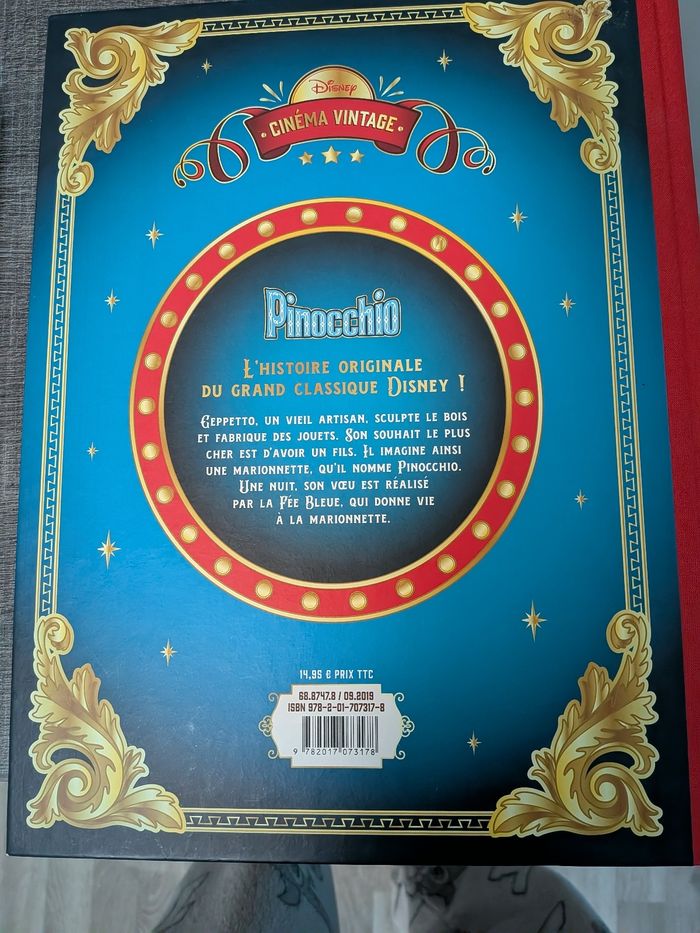 Disney
CINÉMA VINTAGE
Pinocchio
L'HISTOIRE ORIGINALE
DU GRAND CLASSIQUE DISNEY !
GEPPETTO, UN VIEIL ARTISAN, SCULPTE LE BOIS
ET FABRIQUE DES JOUETS. SON SOUHAIT LE PLUS
CHER EST D'AVOIR UN FILS. IL IMAGINE AINSI
UNE MARIONNETTE, QU'IL NOMME PINOCCHIO.
UNE NUIT, SON VŒU EST RÉALISÉ
PAR LA FÉE BLEUE, QUI DONNE VIE
À LA MARIONNETTE.
14,95 € PRIX TTC
68.8747.8 / 09.2019
ISBN 978-2-01-707317-8
9 782017 073178